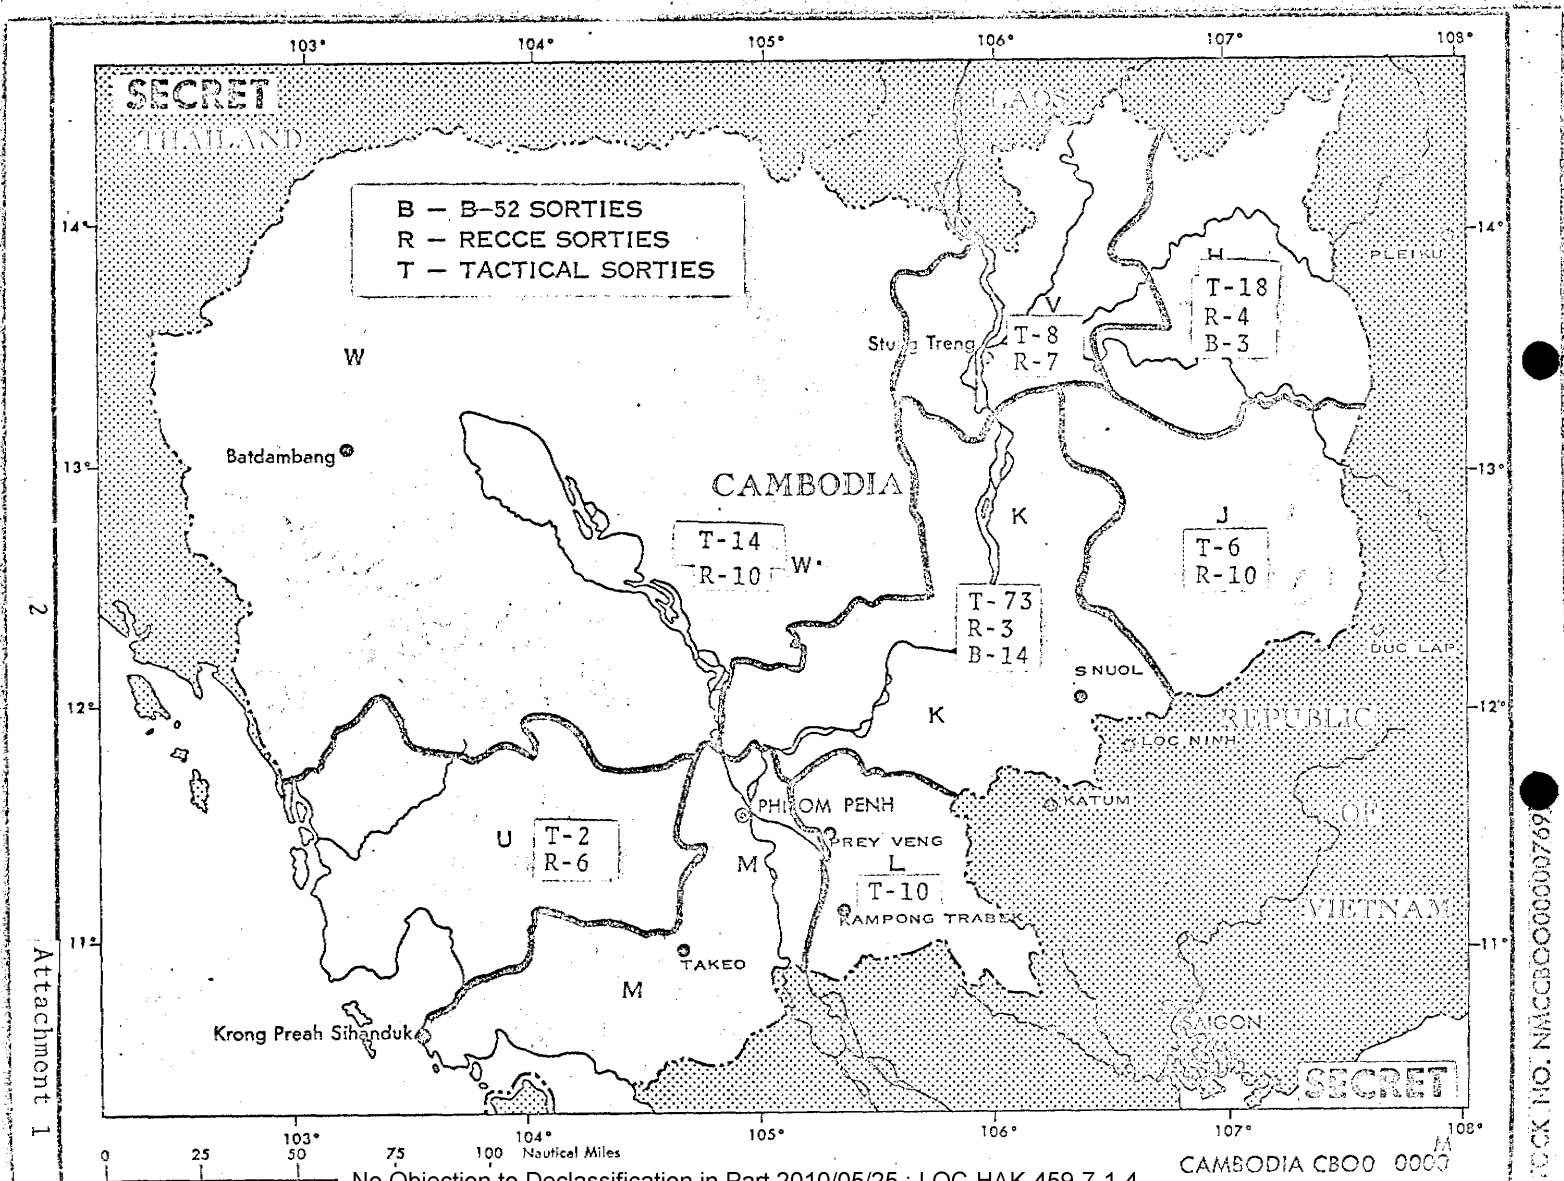 103° 104° 105° 106° 107° 108°
SECRET
THAILAND
LAOS
B – B-52 SORTIES
R – RECCE SORTIES
T – TACTICAL SORTIES
14° 14°
PLEIKU
H
T-18
R-4
B-3
V
T-8
R-7
Stung Treng
W
Batdambang
13° 13°
CAMBODIA
K
J
T-6
R-10
T-14
R-10
W
T-73
R-3
B-14
2
DUC LAP
SNUOL
12° 12°
K
REPUBLIC
LOC NINH
KATUM
OF
PHNOM PENH
PREY VENG
U
T-2
R-6
M
L
T-10
KAMPONG TRABEK
VIETNAM
11° 11°
TAKEO
M
Krong Preah Sihanduk
SAIGON
SECRET
Attachment 1
103° 104° 105° 106° 107° 108°
0 25 50 75 100 Nautical Miles
CAMBODIA CBOO 0000
M
No Objection to Declassification in Part 2010/05/25 : LOC-HAK-459-7-1-4